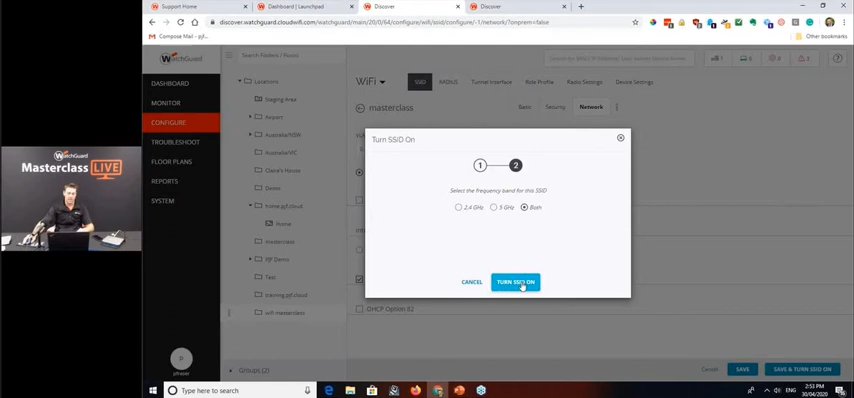 Support Home
Dashboard | Launchpad
Discover
Discover
discover.watchguard.cloudwifi.com/watchguard/main/20/0/64/configure/wifi/ssid/configure/-1/network/?onprem=false
Other bookmarks
WatchGuard
Search Folders / Floors
DASHBOARD
MONITOR
CONFIGURE
TROUBLESHOOT
FLOOR PLANS
REPORTS
SYSTEM
pfraser
Locations
Staging Area
Airport
Australia/NSW
Australia/VIC
Claire's House
Demo
home.pjf.cloud
Home
masterclass
PJF Demo
Test
training.pjf.cloud
wifi masterclass
Groups (2)
WiFi
SSID
RADIUS
Tunnel Interface
Role Profile
Radio Settings
Device Settings
masterclass
Basic
Security
Network
Turn SSID On
1
2
Select the frequency band for this SSID
2.4 GHz
5 GHz
Both
CANCEL
TURN SSID ON
DHCP Option 82
Cancel
SAVE
SAVE & TURN SSID ON
WatchGuard
Masterclass LIVE
Type here to search
ENG
2:53 PM
30/04/2020